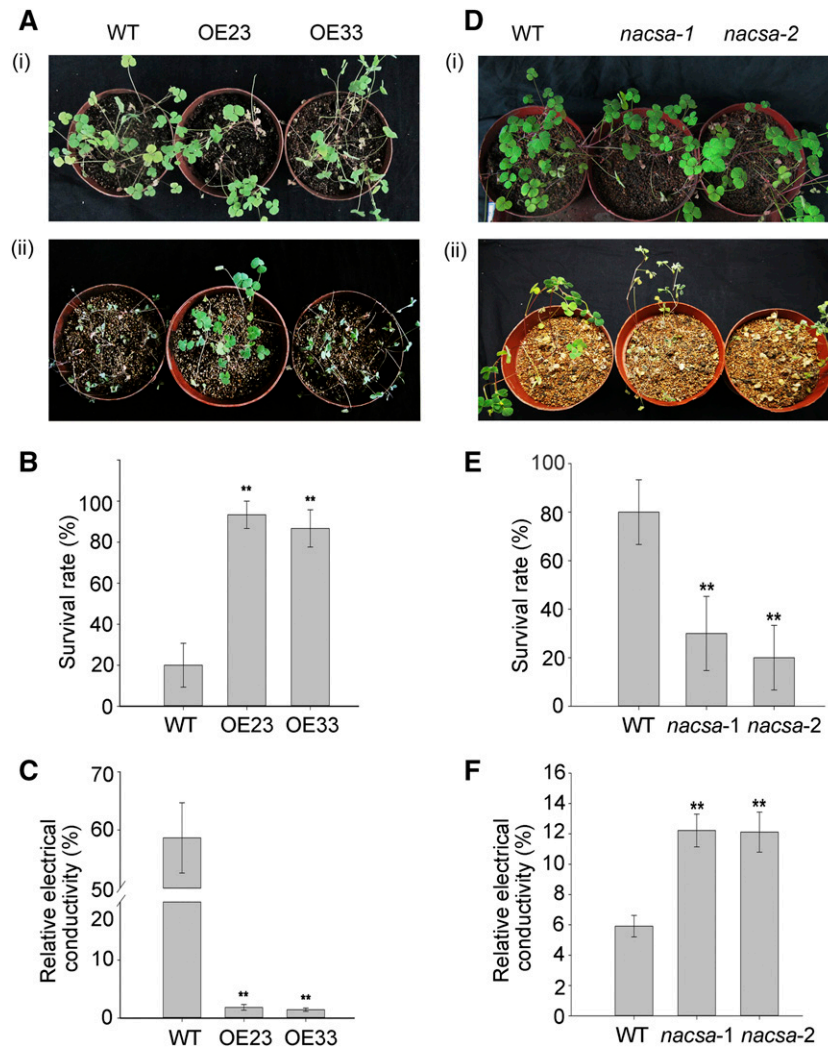 A
WT OE23 OE33
(i)
(ii)
B
Survival rate (%)
100
80
60
40
20
0
**
**
WT OE23 OE33
C
Relative electrical
conductivity (%)
70
60
50
20
10
0
**
**
WT OE23 OE33
D
WT nacsa-1 nacsa-2
(i)
(ii)
E
Survival rate (%)
100
80
60
40
20
0
**
**
WT nacsa-1 nacsa-2
F
Relative electrical
conductivity (%)
16
14
12
10
8
6
4
2
0
**
**
WT nacsa-1 nacsa-2